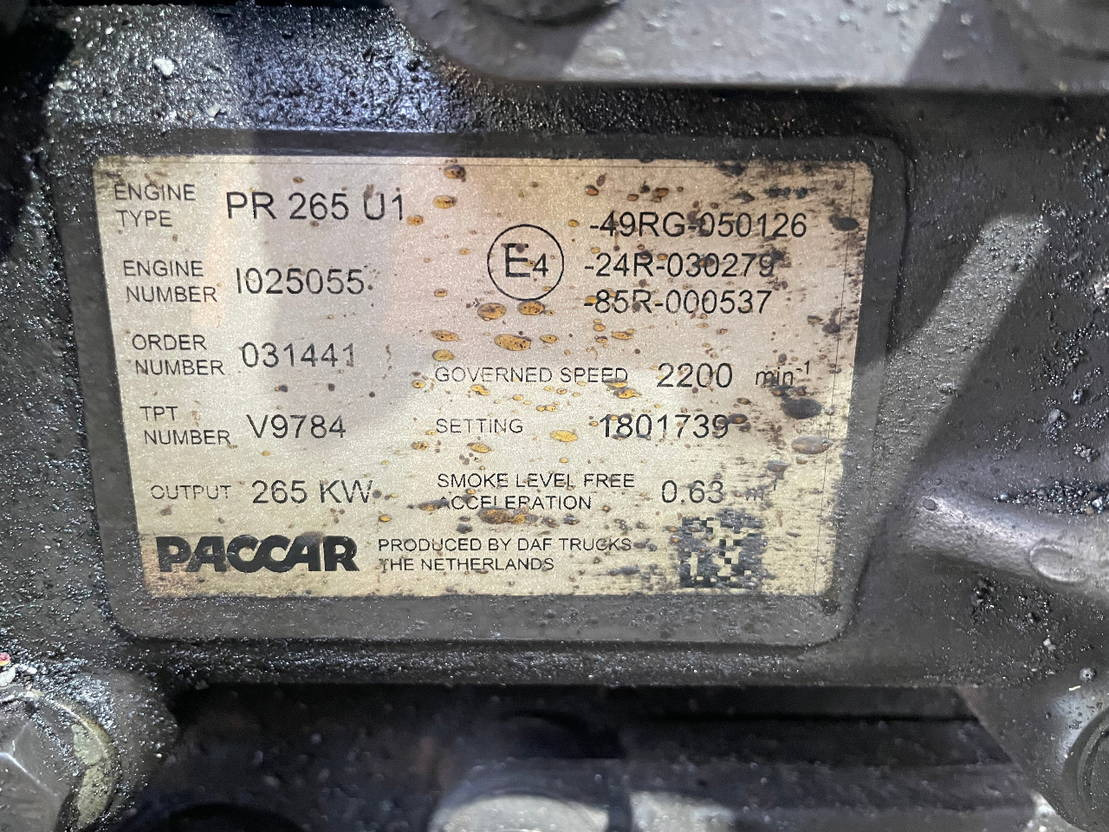 ENGINE TYPE PR 265 U1
ENGINE NUMBER I025055
ORDER NUMBER 031441
TPT NUMBER V9784
OUTPUT 265 KW
E4
-49RG-050126
-24R-030279
-85R-000537
GOVERNED SPEED 2200 min-1
SETTING 1801739
SMOKE LEVEL FREE ACCELERATION 0.63 m-1
PACCAR
PRODUCED BY DAF TRUCKS
THE NETHERLANDS